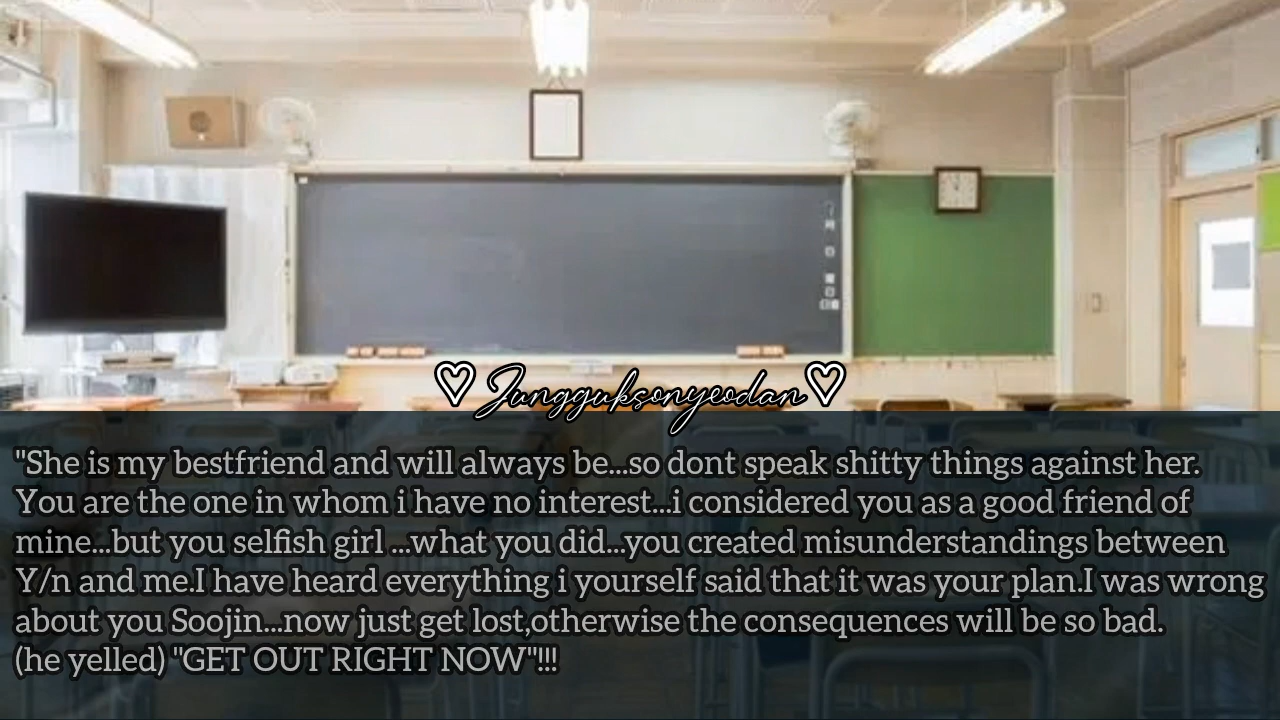 ♡Jungguksonyeodan♡
"She is my bestfriend and will always be...so dont speak shitty things against her.
You are the one in whom i have no interest...i considered you as a good friend of
mine...but you selfish girl ...what you did...you created misunderstandings between
Y/n and me.I have heard everything i yourself said that it was your plan.I was wrong
about you Soojin...now just get lost,otherwise the consequences will be so bad.
(he yelled) "GET OUT RIGHT NOW"!!!